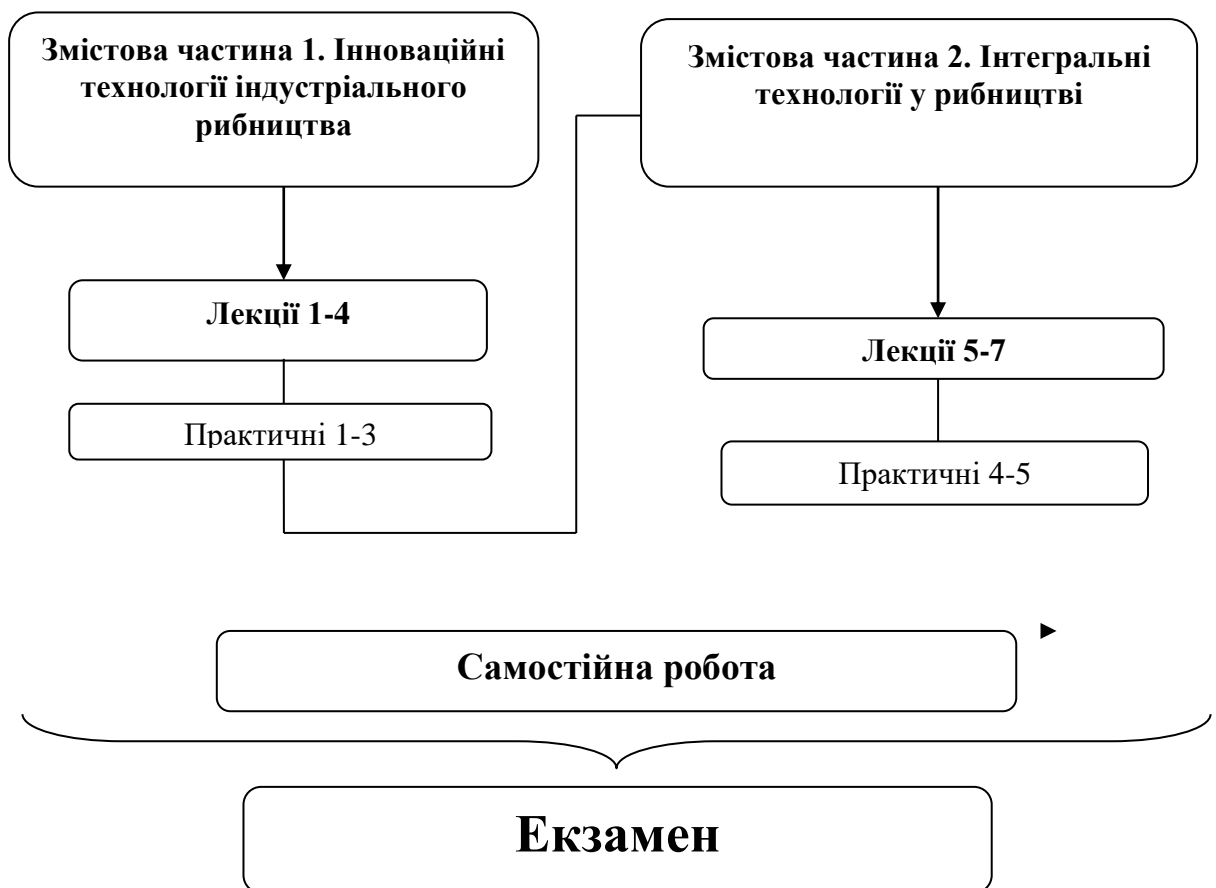 Змістова частина 1. Інноваційні
технології індустріального
рибництва
Лекції 1-4
Практичні 1-3
Змістова частина 2. Інтегральні
технології у рибництві
Лекції 5-7
Практичні 4-5
Самостійна робота
Екзамен